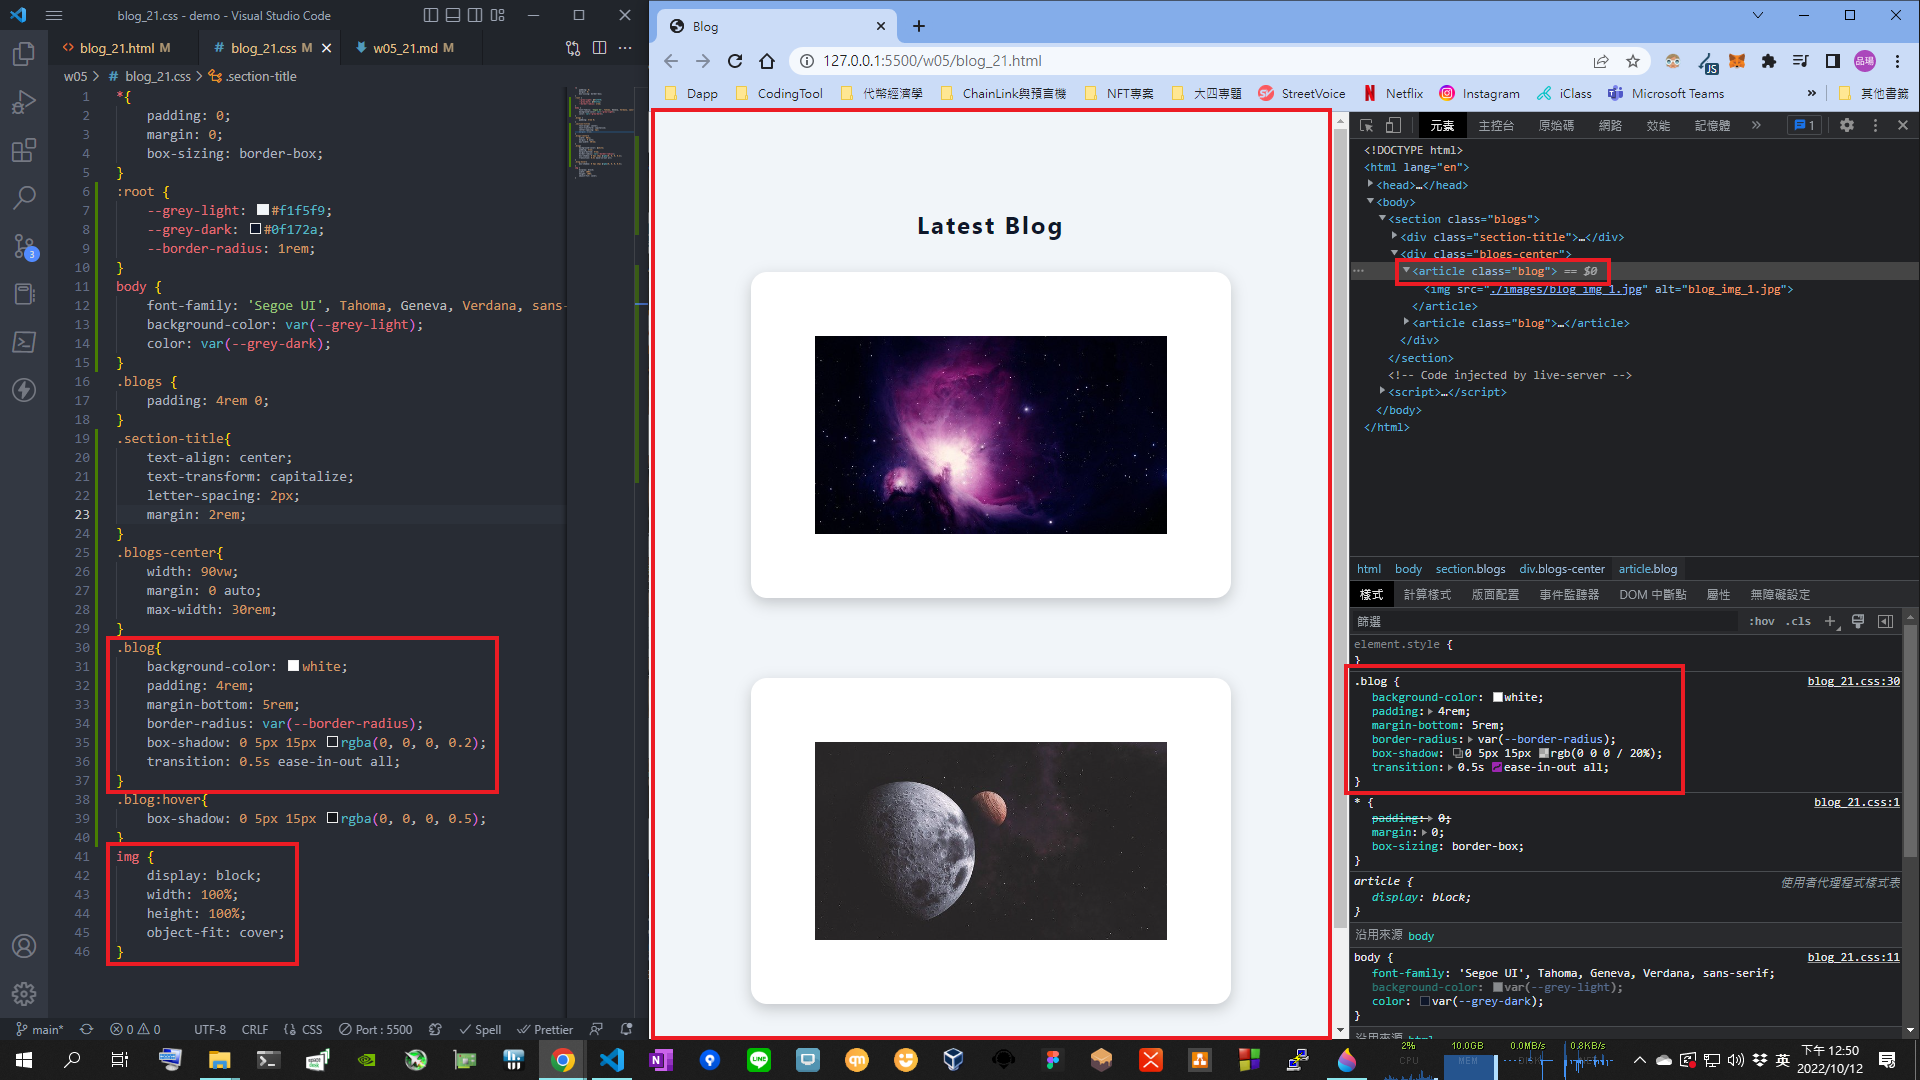 blog_21.css - demo - Visual Studio Code
blog_21.html M
# blog_21.css M
w05_21.md M
w05 > # blog_21.css > .section-title
1 *{
2 padding: 0;
3 margin: 0;
4 box-sizing: border-box;
5 }
6 :root {
7 --grey-light: #f1f5f9;
8 --grey-dark: #0f172a;
9 --border-radius: 1rem;
10 }
11 body {
12 font-family: 'Segoe UI', Tahoma, Geneva, Verdana, sans-
13 background-color: var(--grey-light);
14 color: var(--grey-dark);
15 }
16 .blogs {
17 padding: 4rem 0;
18 }
19 .section-title{
20 text-align: center;
21 text-transform: capitalize;
22 letter-spacing: 2px;
23 margin: 2rem;
24 }
25 .blogs-center{
26 width: 90vw;
27 margin: 0 auto;
28 max-width: 30rem;
29 }
30 .blog{
31 background-color: white;
32 padding: 4rem;
33 margin-bottom: 5rem;
34 border-radius: var(--border-radius);
35 box-shadow: 0 5px 15px rgba(0, 0, 0, 0.2);
36 transition: 0.5s ease-in-out all;
37 }
38 .blog:hover{
39 box-shadow: 0 5px 15px rgba(0, 0, 0, 0.5);
40 }
41 img {
42 display: block;
43 width: 100%;
44 height: 100%;
45 object-fit: cover;
46 }
3
main* 0 0 UTF-8 CRLF CSS Port : 5500 Spell Prettier
Blog
127.0.0.1:5500/w05/blog_21.html
JS
品瑒
Dapp CodingTool 代幣經濟學 ChainLink與預言機 NFT專案 大四專題 StreetVoice Netflix Instagram iClass Microsoft Teams » 其他書籤
Latest Blog
元素 主控台 原始碼 網路 效能 記憶體 » 1
<!DOCTYPE html>
<html lang="en">
<head>…</head>
<body>
<section class="blogs">
<div class="section-title">…</div>
<div class="blogs-center">
<article class="blog"> == $0
<img src="./images/blog_img_1.jpg" alt="blog_img_1.jpg">
</article>
<article class="blog">…</article>
</div>
</section>
<!-- Code injected by live-server -->
<script>…</script>
</body>
</html>
html body section.blogs div.blogs-center article.blog
樣式 計算樣式 版面配置 事件監聽器 DOM 中斷點 屬性 無障礙設定
篩選 :hov .cls +
element.style {
}
.blog { blog_21.css:30
background-color: white;
padding: 4rem;
margin-bottom: 5rem;
border-radius: var(--border-radius);
box-shadow: 0 5px 15px rgb(0 0 0 / 20%);
transition: 0.5s ease-in-out all;
}
* { blog_21.css:1
padding: 0;
margin: 0;
box-sizing: border-box;
}
article { 使用者代理程式樣式表
display: block;
}
沿用來源 body
body { blog_21.css:11
font-family: 'Segoe UI', Tahoma, Geneva, Verdana, sans-serif;
background-color: var(--grey-light);
color: var(--grey-dark);
}
沿用來源 html
2% 10.0GB 0.0MB/s 0.8KB/s
CPU MEM DISK
英
下午 12:50
2022/10/12